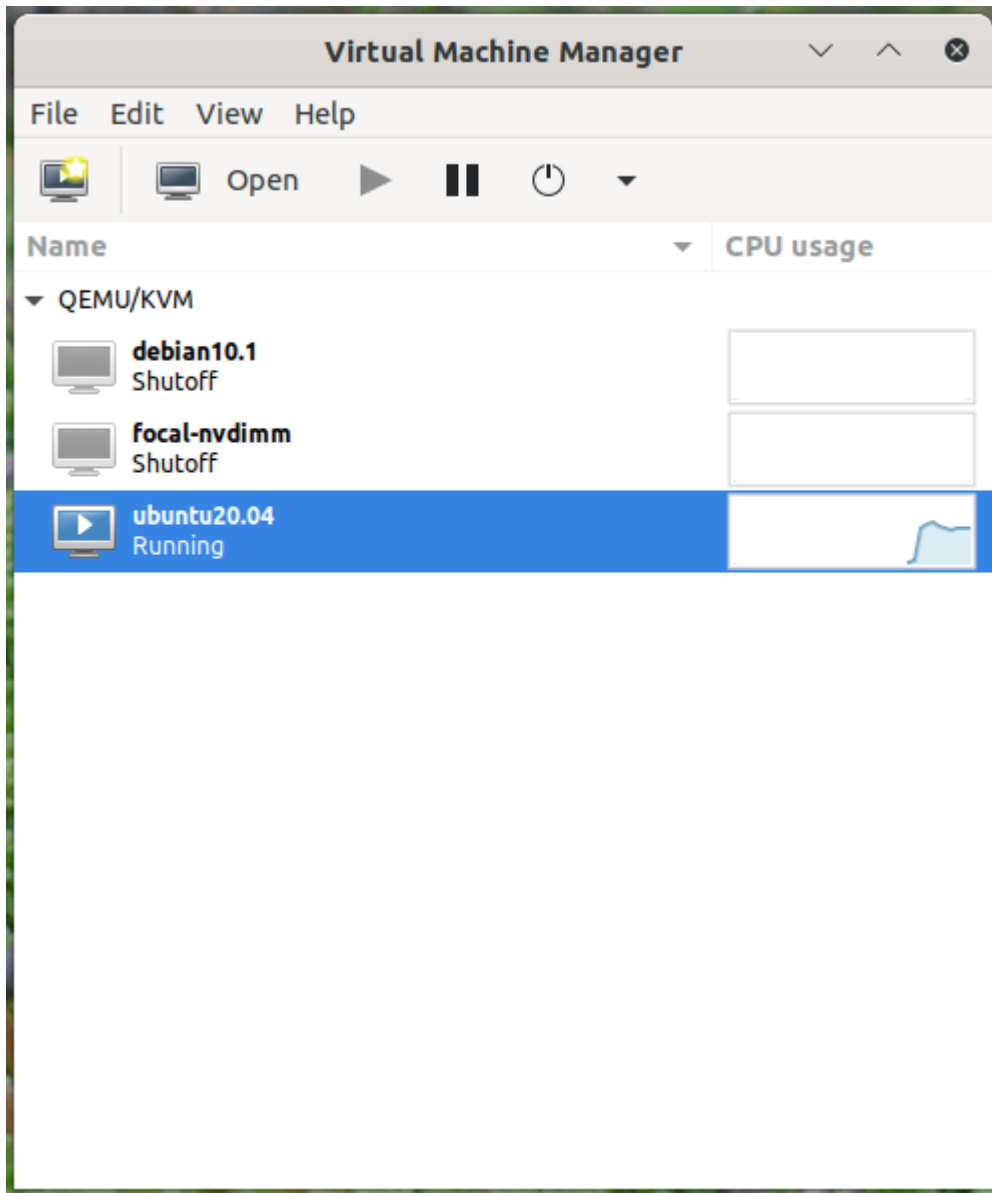 Virtual Machine Manager
File Edit View Help
Open
Name CPU usage
QEMU/KVM
debian10.1
Shutoff
focal-nvdimm
Shutoff
ubuntu20.04
Running